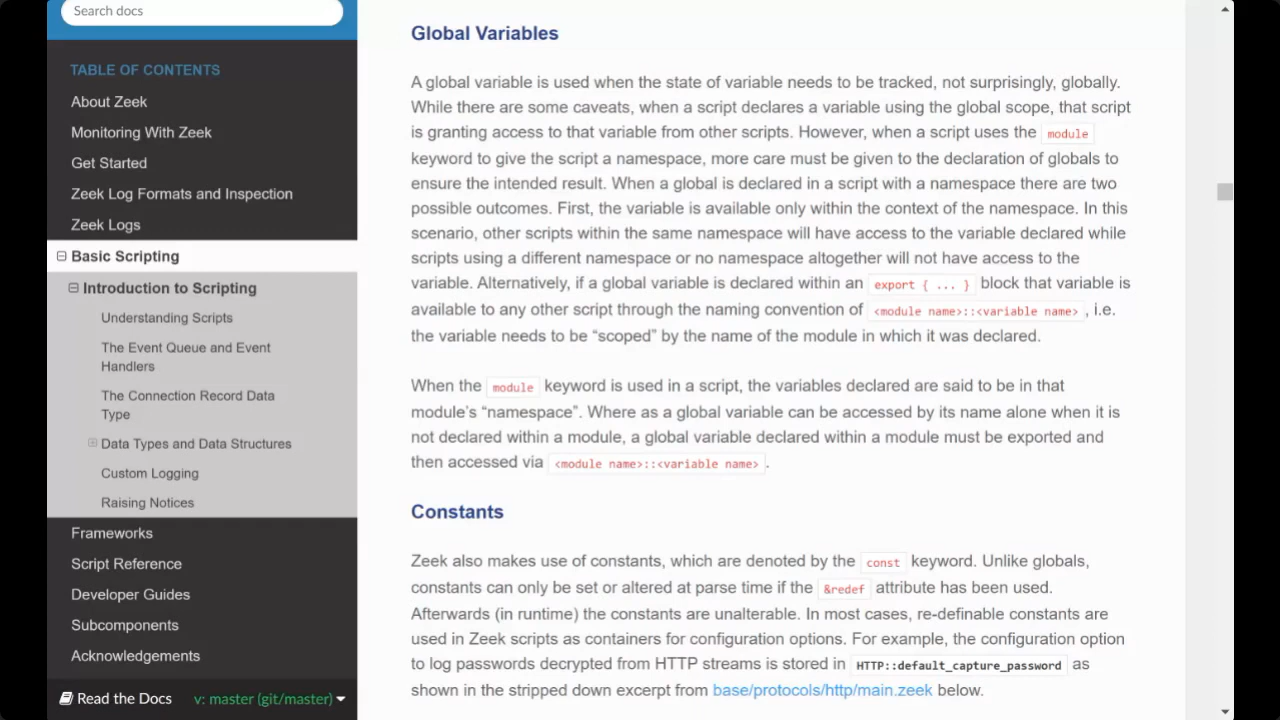 Search docs
TABLE OF CONTENTS
About Zeek
Monitoring With Zeek
Get Started
Zeek Log Formats and Inspection
Zeek Logs
Basic Scripting
Introduction to Scripting
Understanding Scripts
The Event Queue and Event
Handlers
The Connection Record Data
Type
Data Types and Data Structures
Custom Logging
Raising Notices
Frameworks
Script Reference
Developer Guides
Subcomponents
Acknowledgements
Read the Docs v: master (git/master)
Global Variables
A global variable is used when the state of variable needs to be tracked, not surprisingly, globally.
While there are some caveats, when a script declares a variable using the global scope, that script
is granting access to that variable from other scripts. However, when a script uses the module
keyword to give the script a namespace, more care must be given to the declaration of globals to
ensure the intended result. When a global is declared in a script with a namespace there are two
possible outcomes. First, the variable is available only within the context of the namespace. In this
scenario, other scripts within the same namespace will have access to the variable declared while
scripts using a different namespace or no namespace altogether will not have access to the
variable. Alternatively, if a global variable is declared within an export { ... } block that variable is
available to any other script through the naming convention of <module name>::<variable name> , i.e.
the variable needs to be “scoped” by the name of the module in which it was declared.
When the module keyword is used in a script, the variables declared are said to be in that
module’s “namespace”. Where as a global variable can be accessed by its name alone when it is
not declared within a module, a global variable declared within a module must be exported and
then accessed via <module name>::<variable name> .
Constants
Zeek also makes use of constants, which are denoted by the const keyword. Unlike globals,
constants can only be set or altered at parse time if the &redef attribute has been used.
Afterwards (in runtime) the constants are unalterable. In most cases, re-definable constants are
used in Zeek scripts as containers for configuration options. For example, the configuration option
to log passwords decrypted from HTTP streams is stored in HTTP::default_capture_password as
shown in the stripped down excerpt from base/protocols/http/main.zeek below.